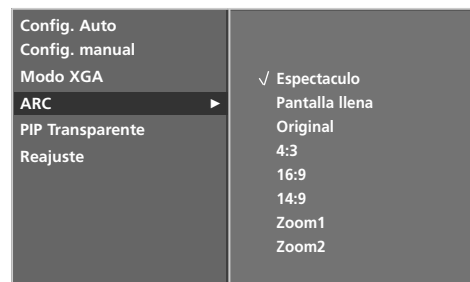 Config. Auto
Config. manual
Modo XGA
ARC ►
PIP Transparente
Reajuste
√ Espectaculo
Pantalla llena
Original
4:3
16:9
14:9
Zoom1
Zoom2